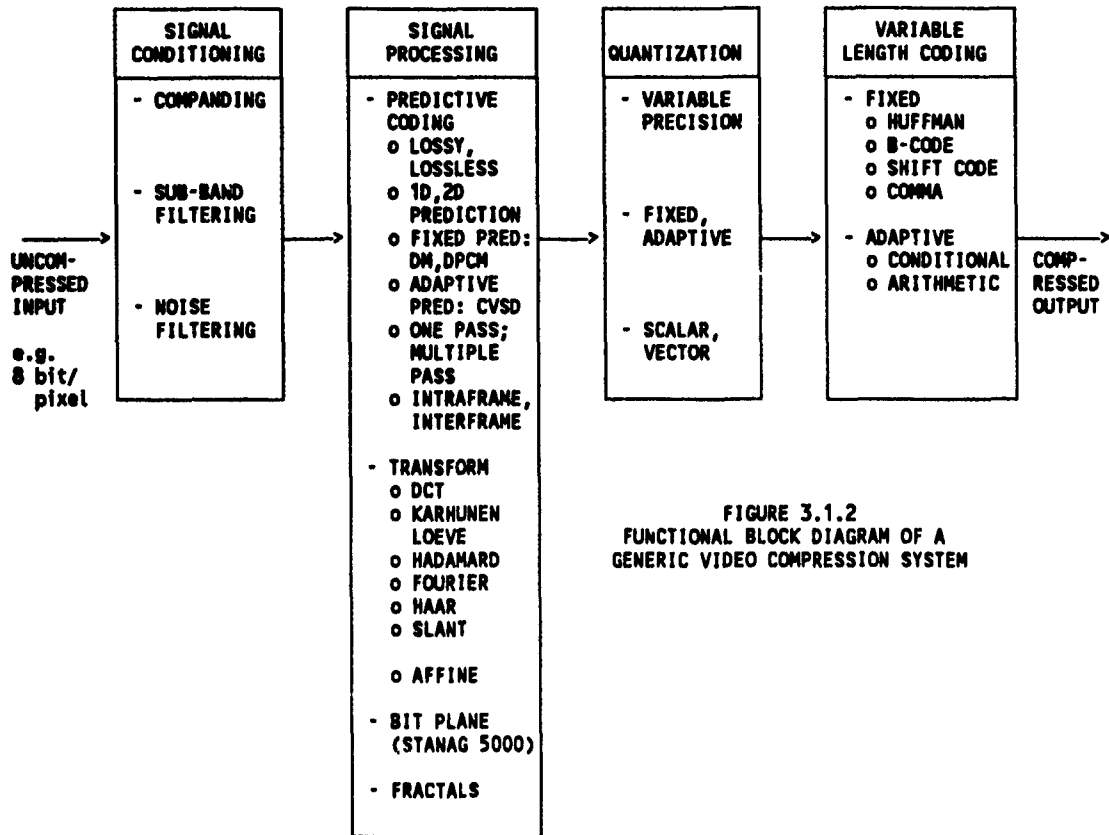 UNCOM-
PRESSED
INPUT
e.g.
8 bit/
pixel
SIGNAL
CONDITIONING
- COMPANDING
- SUB-BAND
FILTERING
- NOISE
FILTERING
SIGNAL
PROCESSING
- PREDICTIVE
CODING
o LOSSY,
LOSSLESS
o 1D,2D
PREDICTION
o FIXED PRED:
DM,DPCM
o ADAPTIVE
PRED: CVSD
o ONE PASS;
MULTIPLE
PASS
o INTRAFRAME,
INTERFRAME
- TRANSFORM
o DCT
o KARHUNEN
LOEVE
o HADAMARD
o FOURIER
o HAAR
o SLANT
o AFFINE
- BIT PLANE
(STANAG 5000)
- FRACTALS
QUANTIZATION
- VARIABLE
PRECISION
- FIXED,
ADAPTIVE
- SCALAR,
VECTOR
VARIABLE
LENGTH CODING
- FIXED
o HUFFMAN
o B-CODE
o SHIFT CODE
o COMMA
- ADAPTIVE
o CONDITIONAL
o ARITHMETIC
COMP-
RESSED
OUTPUT
FIGURE 3.1.2
FUNCTIONAL BLOCK DIAGRAM OF A
GENERIC VIDEO COMPRESSION SYSTEM